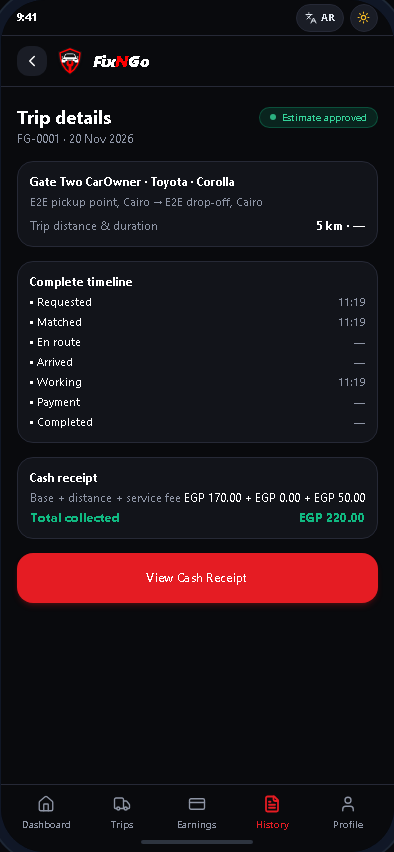 9:41
AR
FixNGo
Trip details
Estimate approved
FG-0001 · 20 Nov 2026
Gate Two CarOwner · Toyota · Corolla
E2E pickup point, Cairo → E2E drop-off, Cairo
Trip distance & duration 5 km · —
Complete timeline
• Requested 11:19
• Matched 11:19
• En route —
• Arrived —
• Working 11:19
• Payment —
• Completed —
Cash receipt
Base + distance + service fee EGP 170.00 + EGP 0.00 + EGP 50.00
Total collected EGP 220.00
View Cash Receipt
Dashboard Trips Earnings History Profile